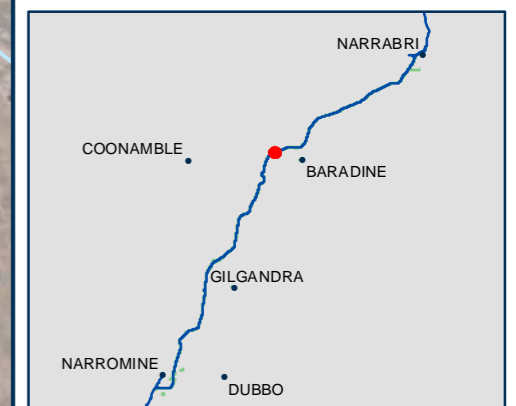 NARRABRI
COONAMBLE
BARADINE
GILGANDRA
NARROMINE
DUBBO